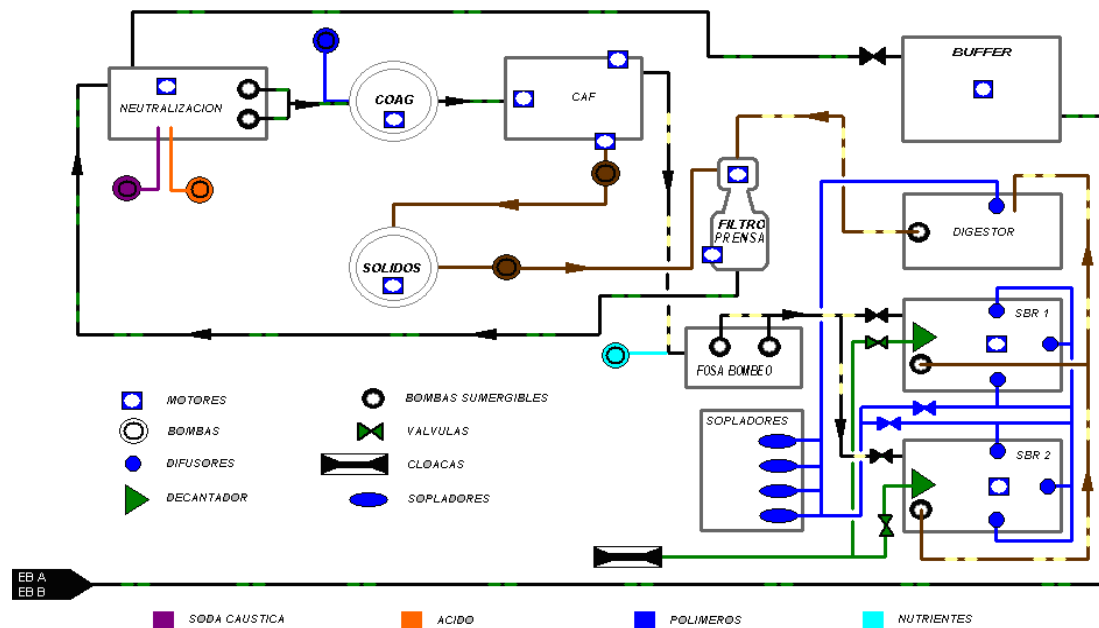 BUFFER
NEUTRALIZACION
COAG
CAF
FILTRO
PRENSA
DIGESTOR
SOLIDOS
SBR 1
FOSA BOMBEO
MOTORES
BOMBAS SUMERGIBLES
SOPLADORES
BOMBAS
VALVULAS
SBR 2
DIFUSORES
CLOACAS
DECANTADOR
SOPLADORES
EB A
EB B
SODA CAUSTICA
ACIDO
POLIMEROS
NUTRIENTES